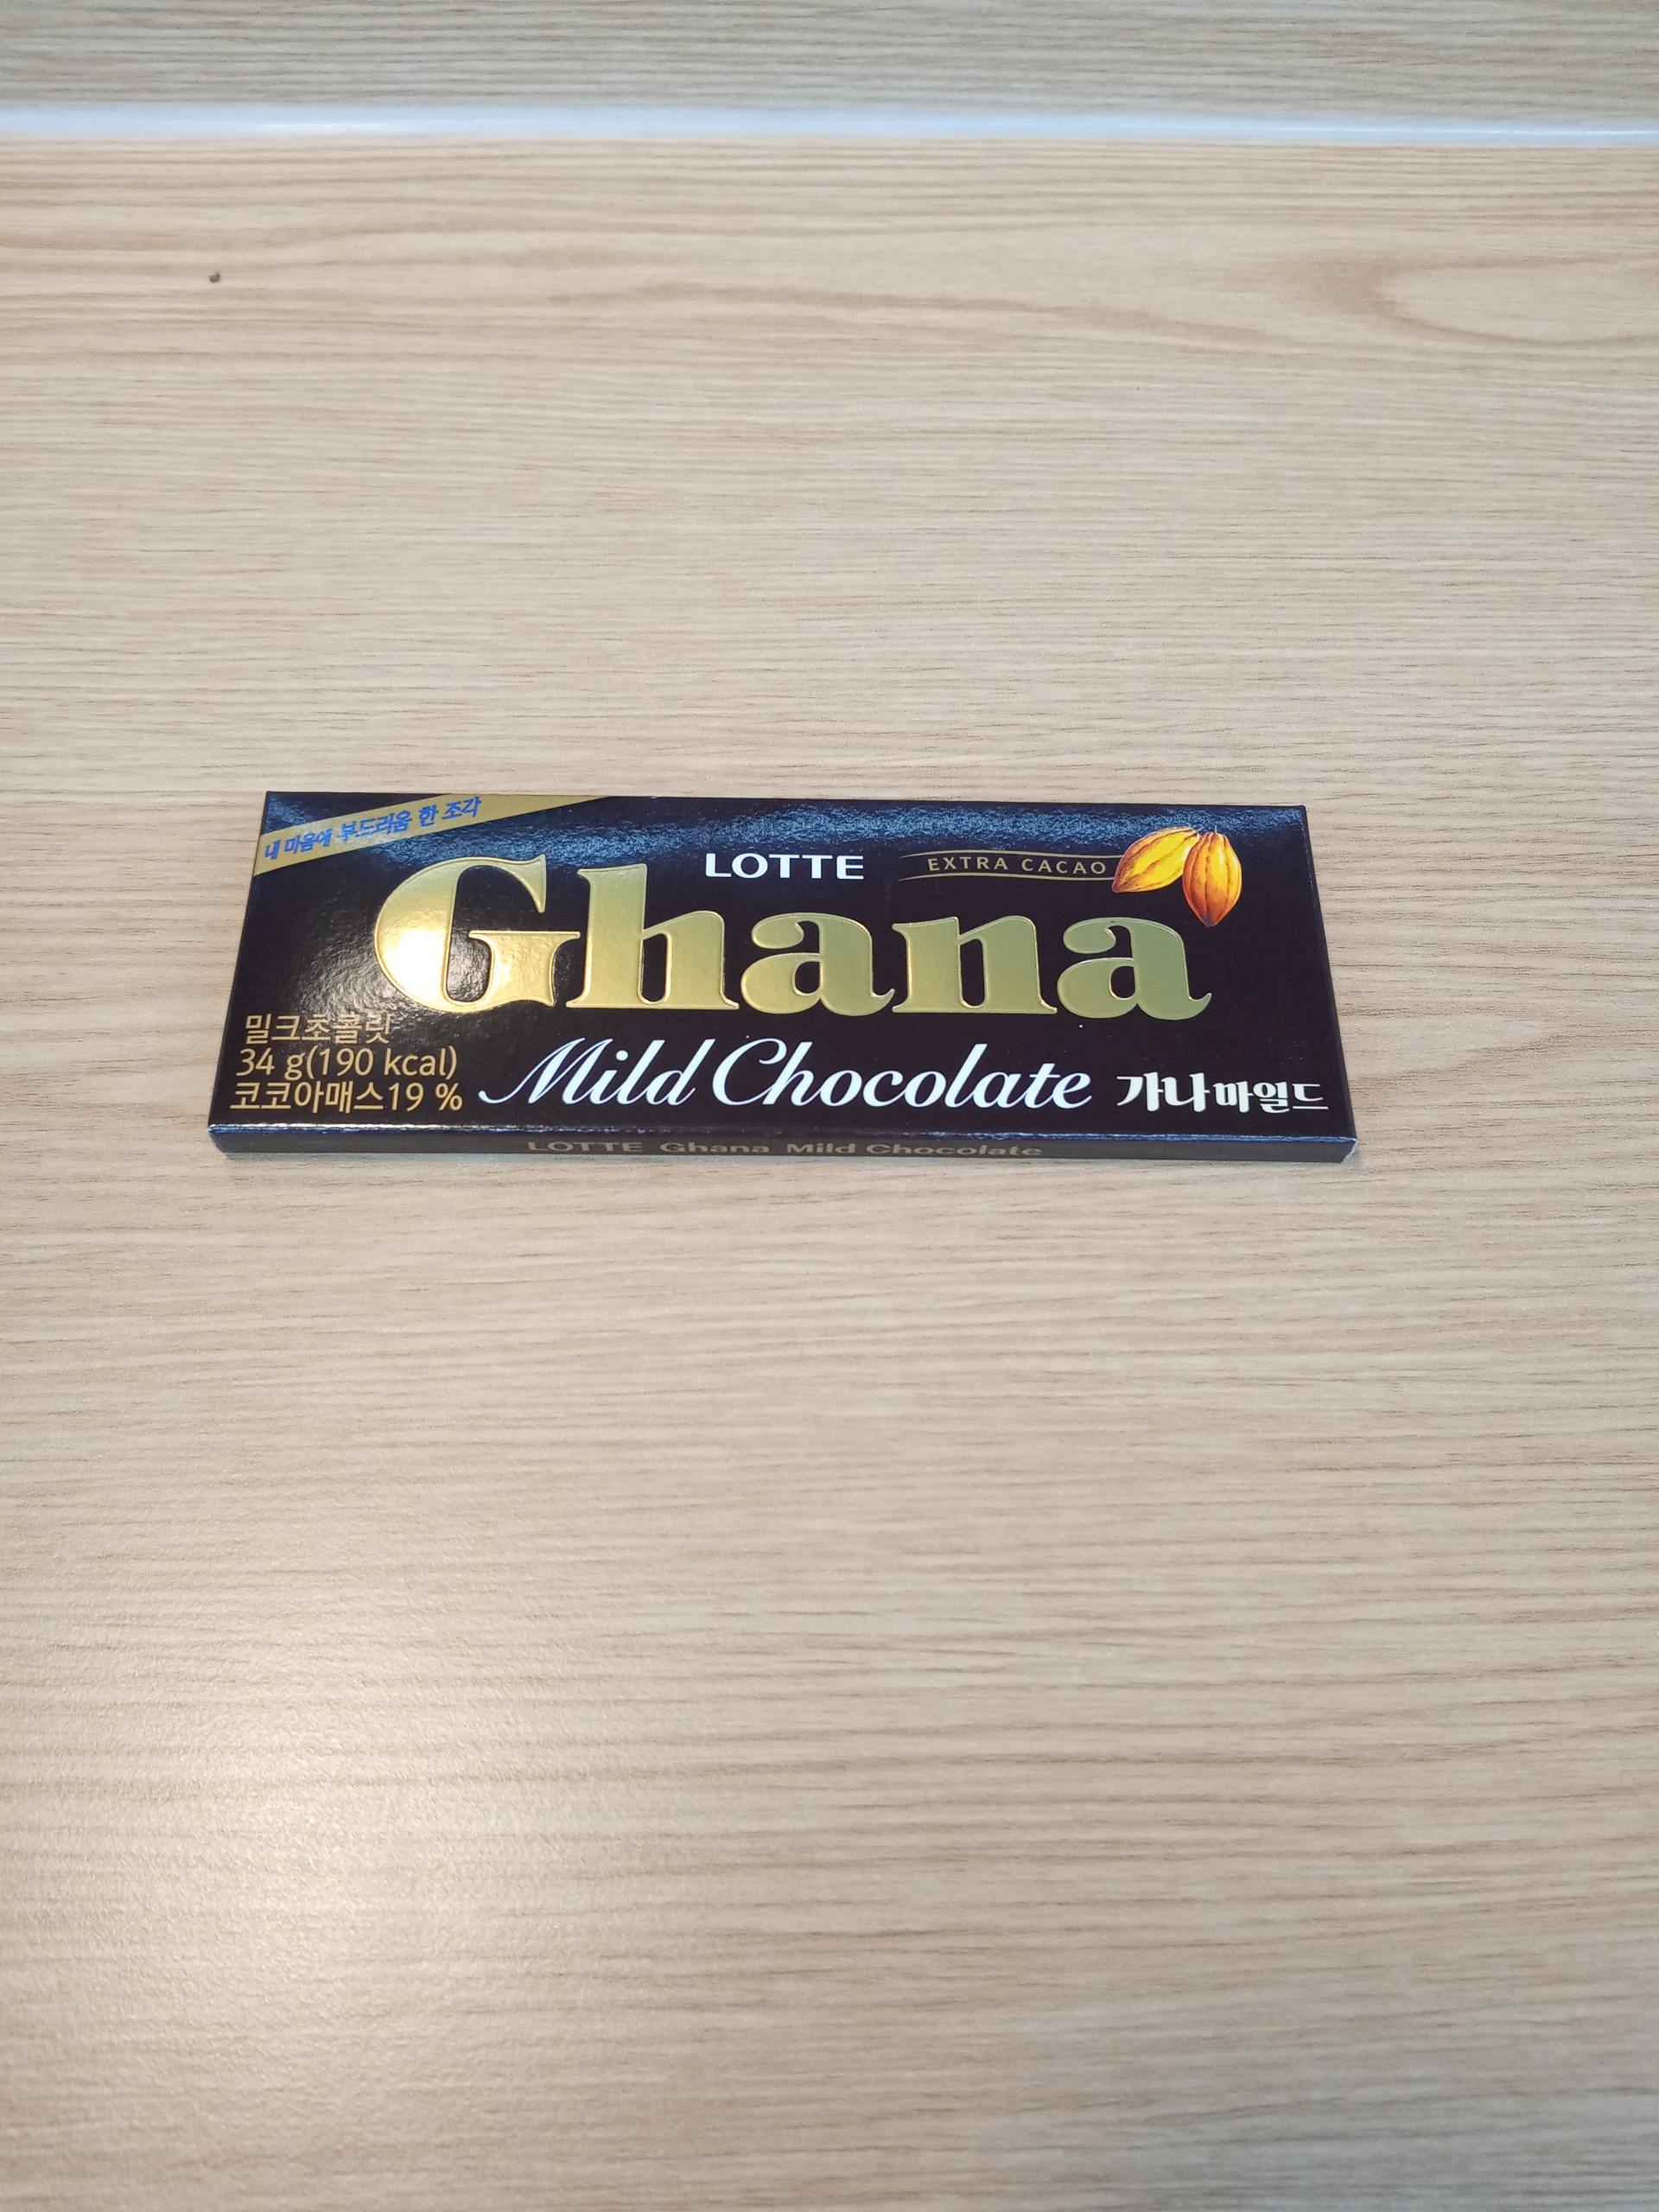 내 마음에 부드러움 한 조각
LOTTE
EXTRA CACAO
Ghana
밀크초콜릿
34 g(190 kcal)
코코아매스19 %
Mild Chocolate
가나마일드
LOTTE Ghana Mild Chocolate